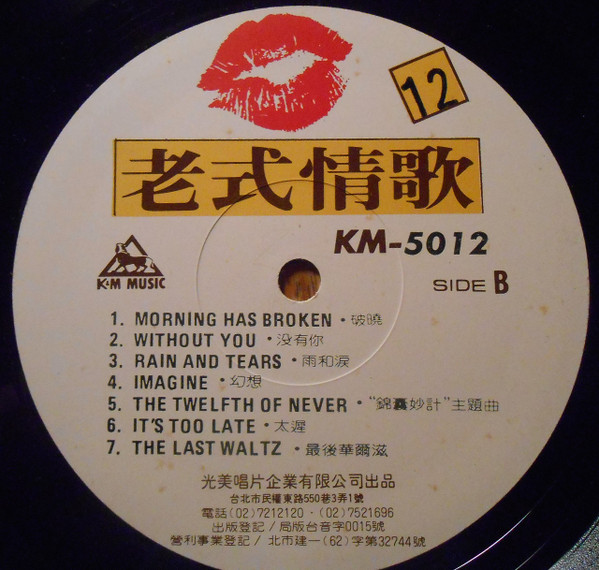 12
老式情歌
KM-5012
K&M MUSIC
SIDE B
1. MORNING HAS BROKEN・破曉
2. WITHOUT YOU・没有你
3. RAIN AND TEARS・雨和淚
4. IMAGINE・幻想
5. THE TWELFTH OF NEVER・“錦囊妙計”主題曲
6. IT'S TOO LATE・太遲
7. THE LAST WALTZ・最後華爾滋
光美唱片企業有限公司出品
台北市民權東路550巷3弄1號
電話(02)7212120・(02)7521696
出版登記/局版台音字0015號
營利事業登記/北市建一(62)字第32744號